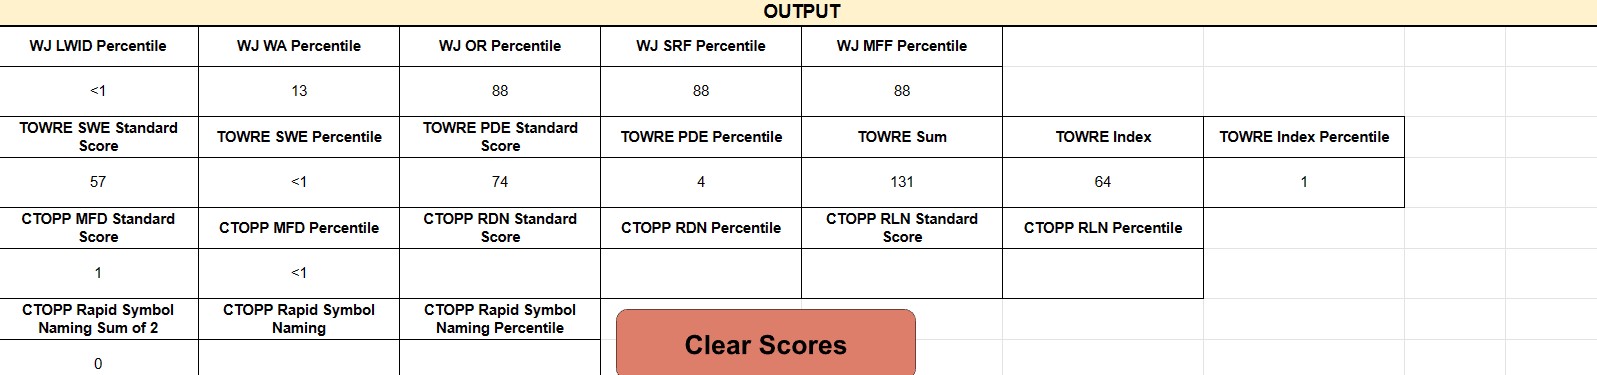 OUTPUT
WJ LWID Percentile WJ WA Percentile WJ OR Percentile WJ SRF Percentile WJ MFF Percentile
<1 13 88 88 88
TOWRE SWE Standard Score TOWRE SWE Percentile TOWRE PDE Standard Score TOWRE PDE Percentile TOWRE Sum TOWRE Index TOWRE Index Percentile
57 <1 74 4 131 64 1
CTOPP MFD Standard Score CTOPP MFD Percentile CTOPP RDN Standard Score CTOPP RDN Percentile CTOPP RLN Standard Score CTOPP RLN Percentile
1 <1
CTOPP Rapid Symbol Naming Sum of 2 CTOPP Rapid Symbol Naming CTOPP Rapid Symbol Naming Percentile
Clear Scores
0